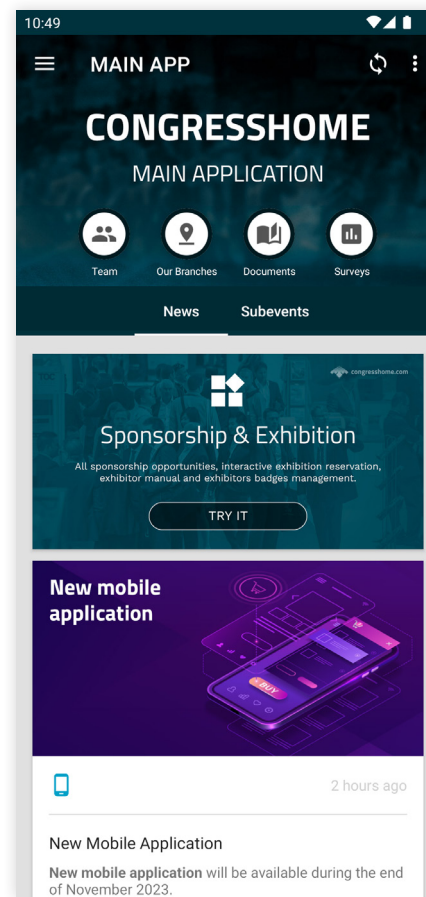 10:49
MAIN APP
CONGRESSHOME
MAIN APPLICATION
Team
Our Branches
Documents
Surveys
News
Subevents
congresshome.com
Sponsorship & Exhibition
All sponsorship opportunities, interactive exhibition reservation,
exhibitor manual and exhibitors badges management.
TRY IT
New mobile
application
BUY
2 hours ago
New Mobile Application
New mobile application will be available during the end
of November 2023.